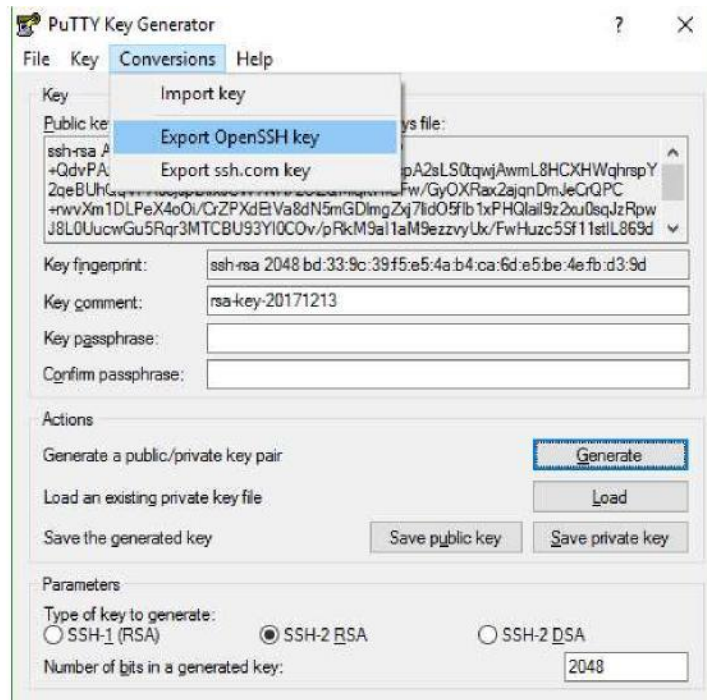 PuTTY Key Generator ? ×
File Key Conversions Help
Import key
Export OpenSSH key
Export ssh.com key
Key
Public ke ys file:
ssh-rsa A
+QdvPA pA2sLS0tqwjAwmL8HCXHWqhrspY
2qeBUh Fw/GyOXRax2ajqnDmJeCrQPC
+rwvXm1DLPeX4oOi/CrZPXdEtVa8dN5mGDlmgZxj7lidO5flb1xPHQlail9z2xu0sqJzRpw
J8L0UucwGu5Rqr3MTCBU93YI0COv/pRkM9al1aM9ezzvyUx/FwHuzc5Sf11stlL869d
Key fingerprint: ssh-rsa 2048 bd:33:9c:39:f5:e5:4a:b4:ca:6d:e5:be:4e:fb:d3:9d
Key comment: rsa-key-20171213
Key passphrase:
Confirm passphrase:
Actions
Generate a public/private key pair Generate
Load an existing private key file Load
Save the generated key Save public key Save private key
Parameters
Type of key to generate:
SSH-1 (RSA) SSH-2 RSA SSH-2 DSA
Number of bits in a generated key: 2048